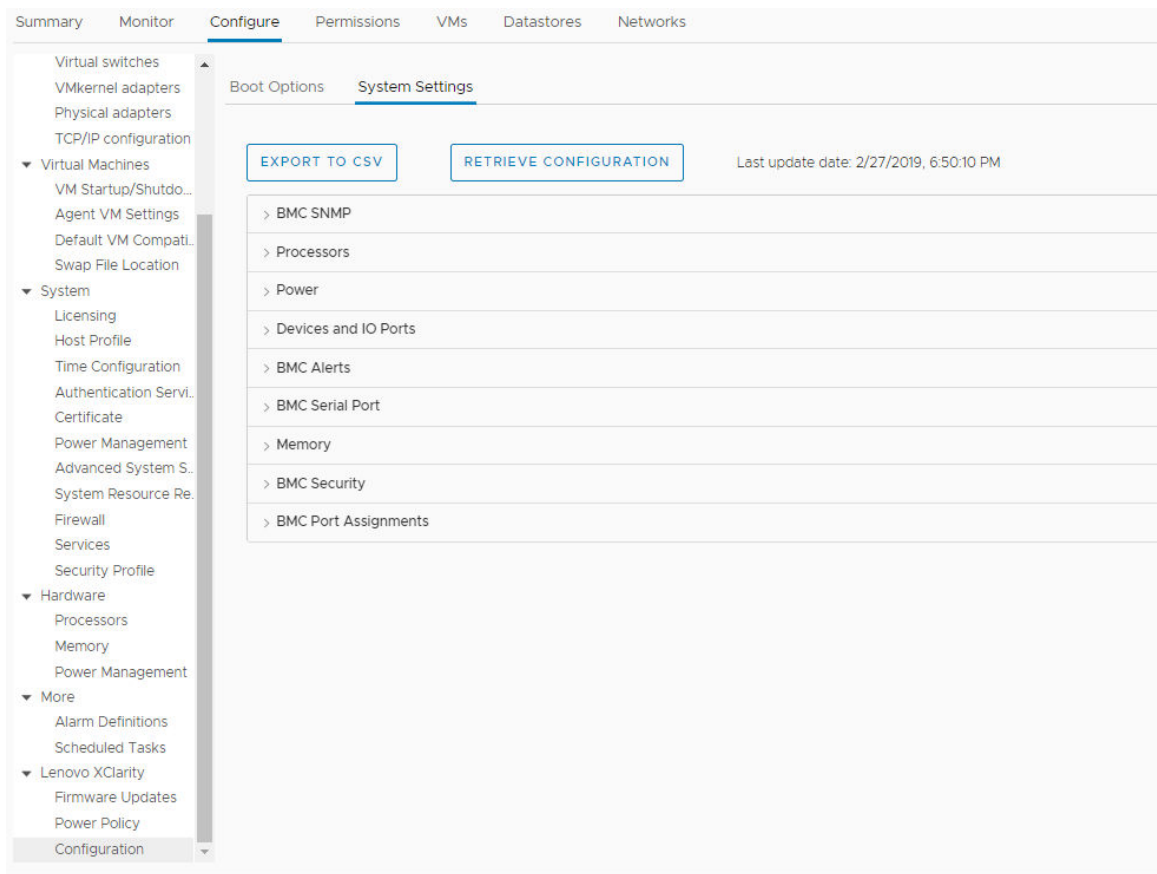 Summary Monitor Configure Permissions VMs Datastores Networks
Virtual switches
VMkernel adapters
Physical adapters
TCP/IP configuration
Virtual Machines
VM Startup/Shutdo...
Agent VM Settings
Default VM Compati..
Swap File Location
System
Licensing
Host Profile
Time Configuration
Authentication Servi..
Certificate
Power Management
Advanced System S..
System Resource Re.
Firewall
Services
Security Profile
Hardware
Processors
Memory
Power Management
More
Alarm Definitions
Scheduled Tasks
Lenovo XClarity
Firmware Updates
Power Policy
Configuration
Boot Options System Settings
EXPORT TO CSV RETRIEVE CONFIGURATION Last update date: 2/27/2019, 6:50:10 PM
BMC SNMP
Processors
Power
Devices and IO Ports
BMC Alerts
BMC Serial Port
Memory
BMC Security
BMC Port Assignments